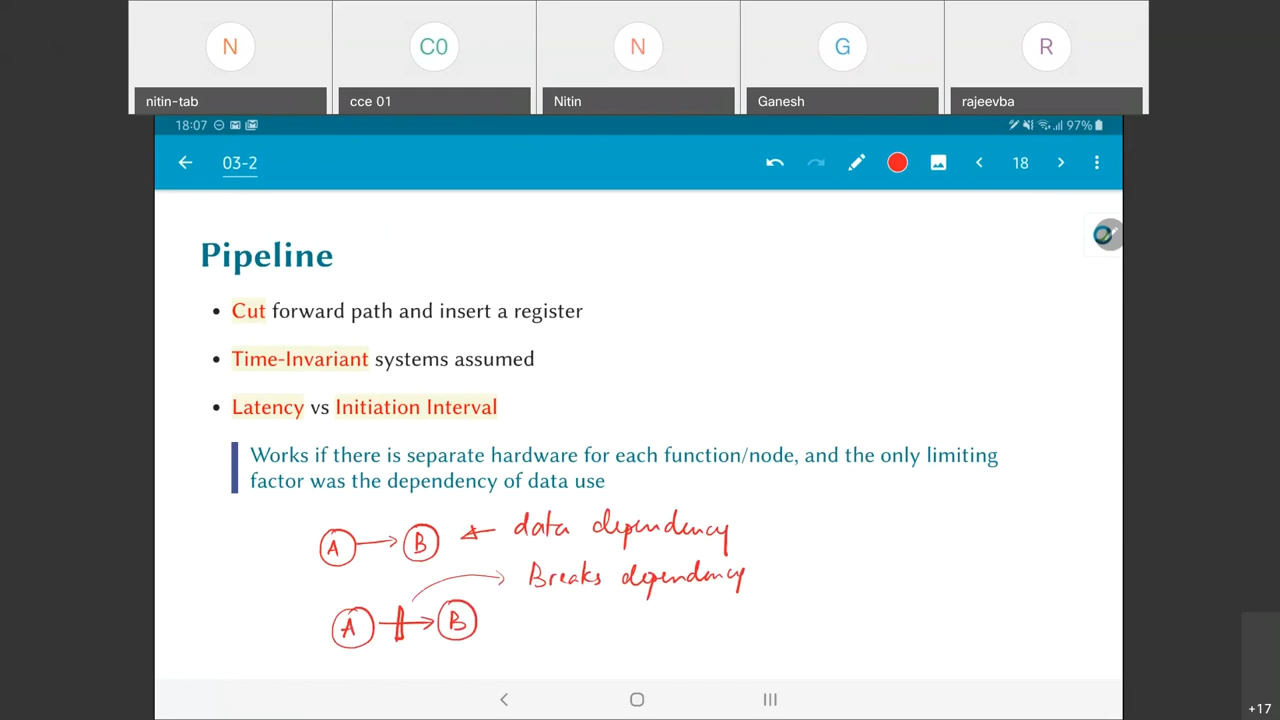 N C0 N G R
nitin-tab cce 01 Nitin Ganesh rajeevba
18:07 97%
03-2 18
Pipeline
• Cut forward path and insert a register
• Time-Invariant systems assumed
• Latency vs Initiation Interval
Works if there is separate hardware for each function/node, and the only limiting
factor was the dependency of data use
A B data dependency
Breaks dependency
A B
+17